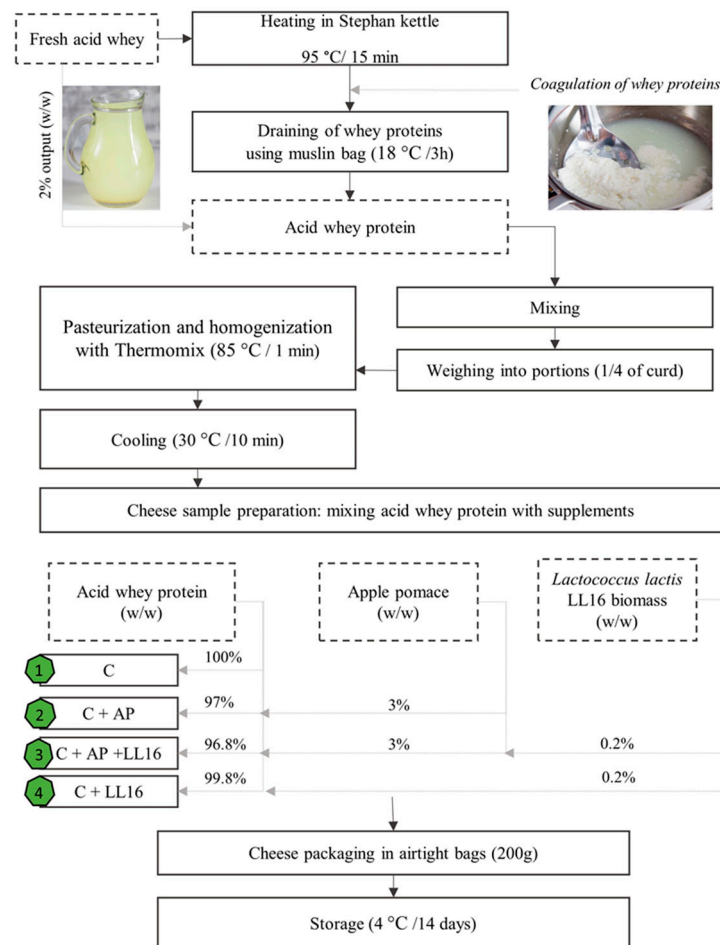 Fresh acid whey
Heating in Stephan kettle
95 °C/ 15 min
Coagulation of whey proteins
2% output (w/w)
Draining of whey proteins
using muslin bag (18 °C /3h)
Acid whey protein
Mixing
Pasteurization and homogenization
with Thermomix (85 °C / 1 min)
Weighing into portions (1/4 of curd)
Cooling (30 °C /10 min)
Cheese sample preparation: mixing acid whey protein with supplements
Acid whey protein
(w/w)
Apple pomace
(w/w)
Lactococcus lactis
LL16 biomass
(w/w)
1 C 100%
2 C + AP 97% 3%
3 C + AP +LL16 96.8% 3% 0.2%
4 C + LL16 99.8% 0.2%
Cheese packaging in airtight bags (200g)
Storage (4 °C /14 days)